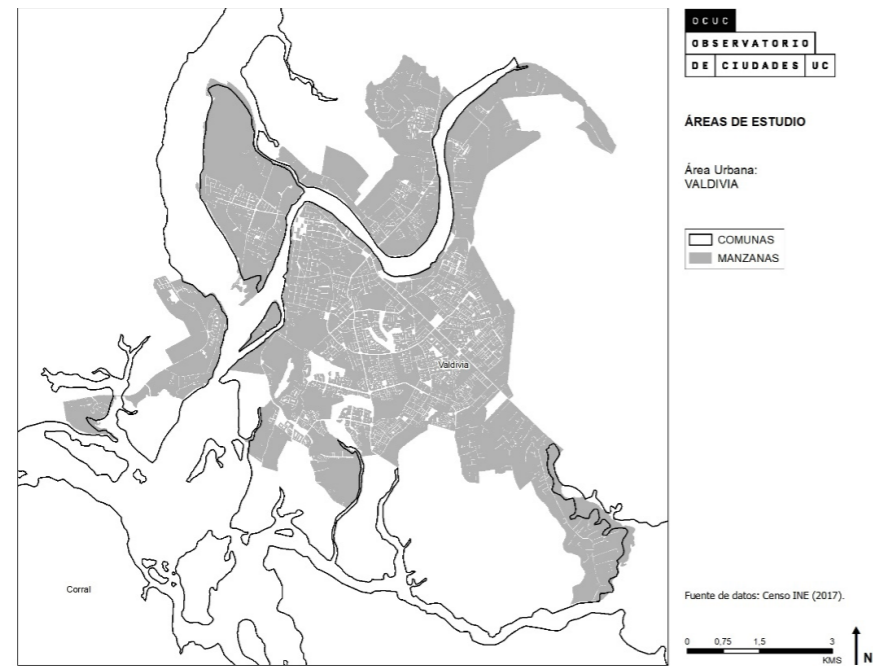 OCUC
OBSERVATORIO
DE CIUDADES UC
ÁREAS DE ESTUDIO
Área Urbana:
VALDIVIA
COMUNAS
MANZANAS
Valdivia
Corral
Fuente de datos: Censo INE (2017).
0 0,75 1,5 3
KMS
N